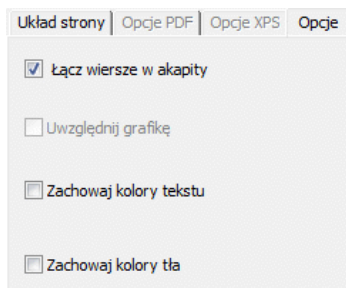 Układ strony Opcje PDF Opcje XPS Opcje
Łącz wiersze w akapity
Uwzględnij grafikę
Zachowaj kolory tekstu
Zachowaj kolory tła